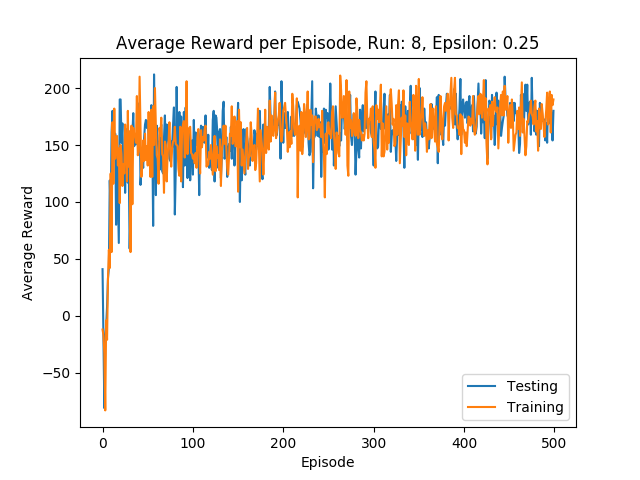 Average Reward per Episode, Run: 8, Epsilon: 0.25
Average Reward
200
150
100
50
0
−50
0 100 200 300 400 500
Episode
Testing
Training